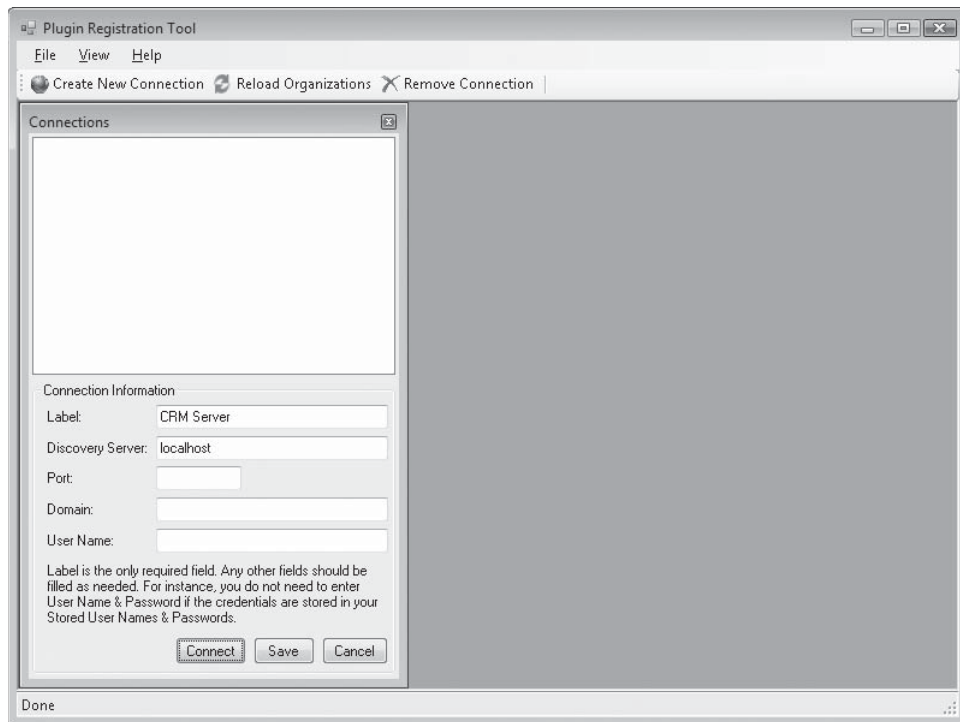 Plugin Registration Tool
File View Help
Create New Connection Reload Organizations Remove Connection
Connections
Connection Information
Label: CRM Server
Discovery Server: localhost
Port:
Domain:
User Name:
Label is the only required field. Any other fields should be
filled as needed. For instance, you do not need to enter
User Name & Password if the credentials are stored in your
Stored User Names & Passwords.
Connect Save Cancel
Done